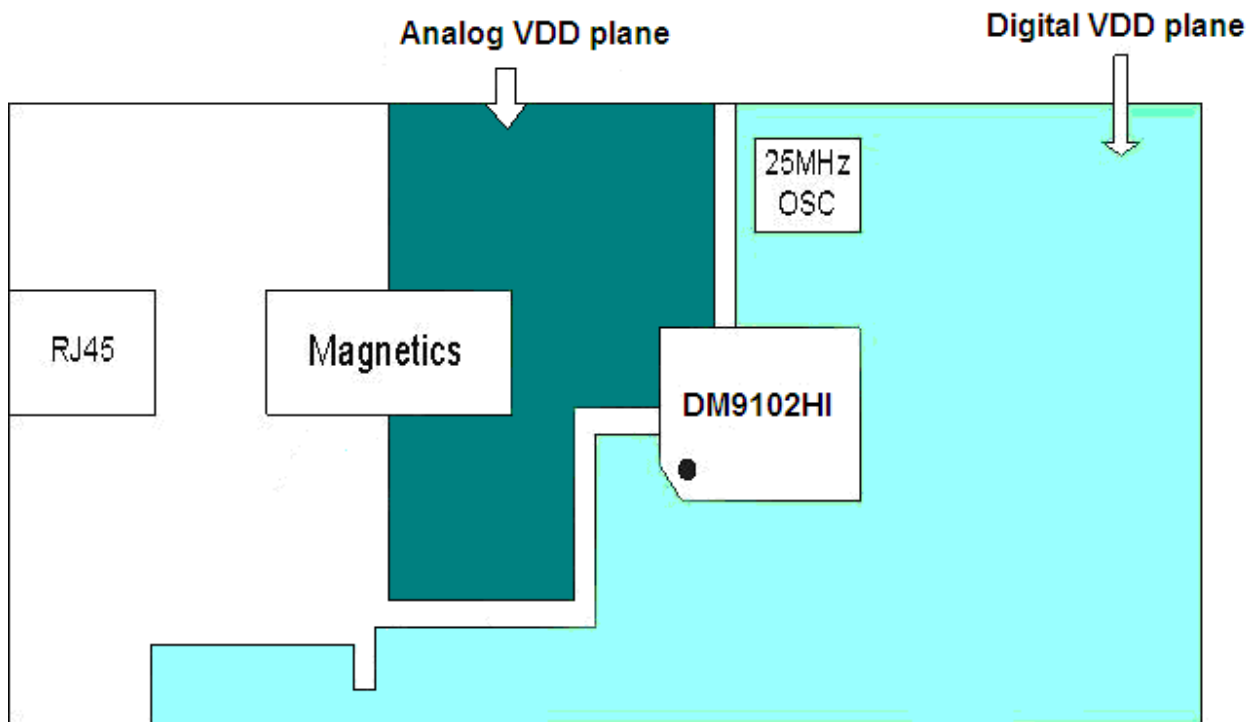 Analog VDD plane
Digital VDD plane
25MHz
OSC
RJ45
Magnetics
DM9102HI